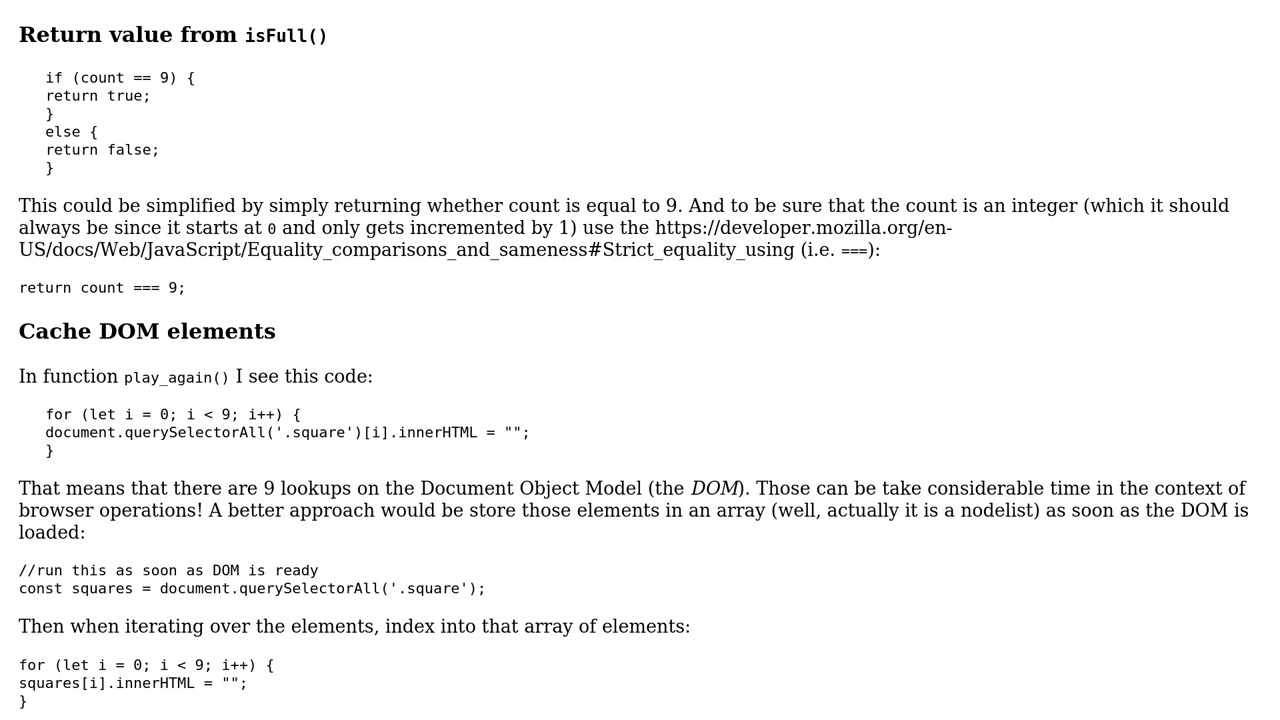 Return value from isFull()
if (count == 9) {
return true;
}
else {
return false;
}
This could be simplified by simply returning whether count is equal to 9. And to be sure that the count is an integer (which it should
always be since it starts at 0 and only gets incremented by 1) use the https://developer.mozilla.org/en-
US/docs/Web/JavaScript/Equality_comparisons_and_sameness#Strict_equality_using (i.e. ===):
return count === 9;
Cache DOM elements
In function play_again() I see this code:
for (let i = 0; i < 9; i++) {
document.querySelectorAll('.square')[i].innerHTML = "";
}
That means that there are 9 lookups on the Document Object Model (the DOM). Those can be take considerable time in the context of
browser operations! A better approach would be store those elements in an array (well, actually it is a nodelist) as soon as the DOM is
loaded:
//run this as soon as DOM is ready
const squares = document.querySelectorAll('.square');
Then when iterating over the elements, index into that array of elements:
for (let i = 0; i < 9; i++) {
squares[i].innerHTML = "";
}